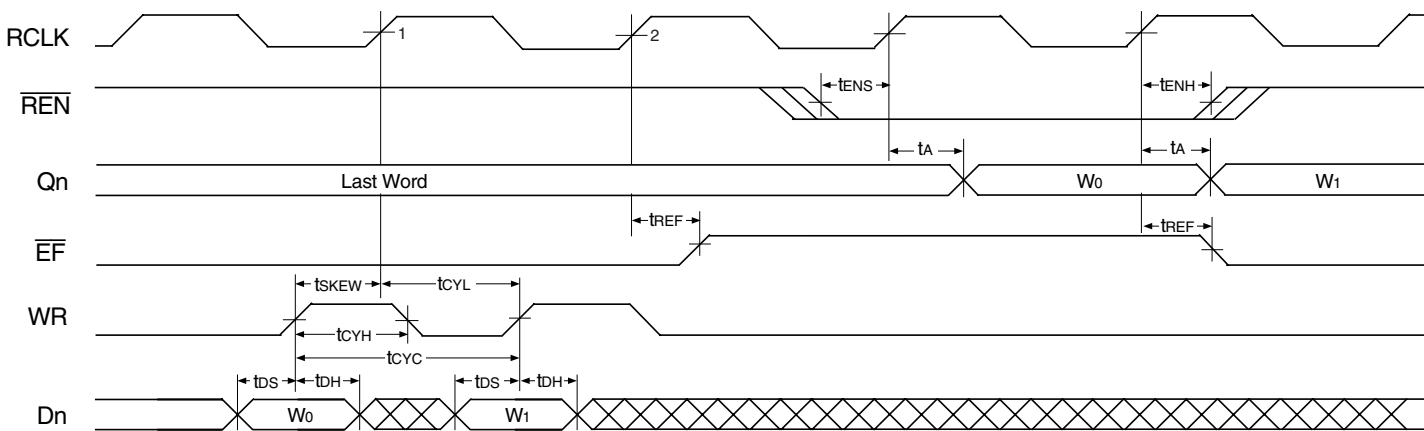 RCLK 1 2
REN tENS tENH
tA tA
Qn Last Word W0 W1
tREF tREF
EF
tSKEW tCYL
WR
tCYH
tCYC
tDS tDH tDS tDH
Dn W0 W1